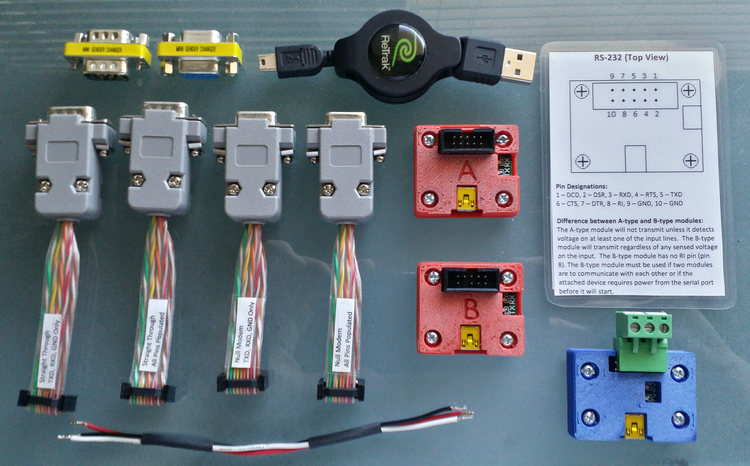 MINI GENDER CHANGER
MINI GENDER CHANGER
ReTrak
RS-232 (Top View)
9 7 5 3 1
10 8 6 4 2
Pin Designations:
1 – DCD, 2 – DSR, 3 – RXD, 4 – RTS, 5 – TXD
6 – CTS, 7 – DTR, 8 – RI, 9 – GND, 10 – GND
Difference between A-type and B-type modules:
The A-type module will not transmit unless it detects
voltage on at least one of the input lines. The B-type
module will transmit regardless of any sensed voltage
on the input. The B-type module has no RI pin (pin
8). The B-type module must be used if two modules
are to communicate with each other or if the
attached device requires power from the serial port
before it will start.
A
B
TXRX
Straight Through
TXD, RXD, GND Only
Straight Through
All Pins Populated
Null Modem
TXD, RXD, GND Only
Null Modem
All Pins Populated